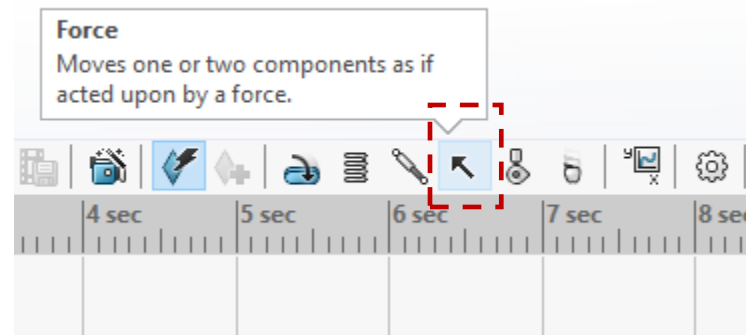 Force
Moves one or two components as if
acted upon by a force.
y
x
4 sec 5 sec 6 sec 7 sec 8 sec